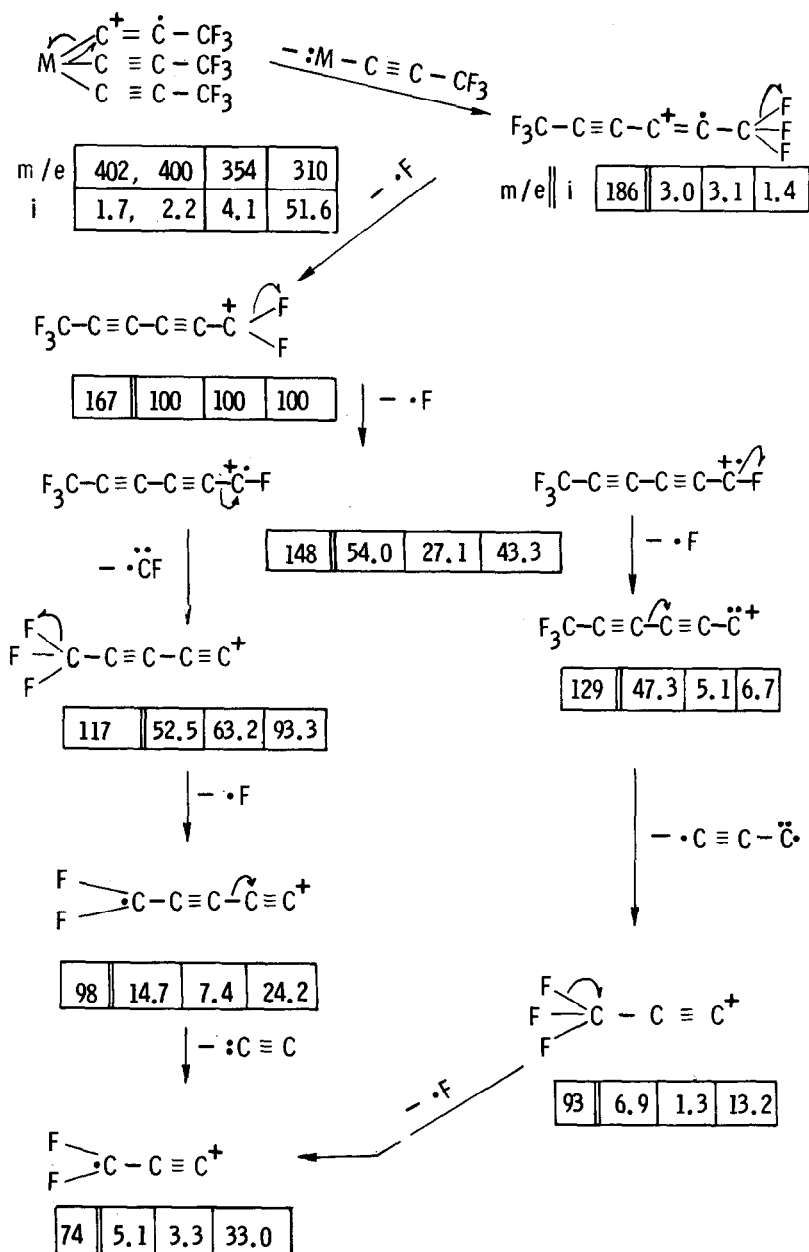 C⁺ = Ċ – CF₃
M – C ≡ C – CF₃
C ≡ C – CF₃
– :M – C ≡ C – CF₃
F₃C–C≡C–C⁺=Ċ–C F F F
m/e 402, 400 354 310
i 1.7, 2.2 4.1 51.6
m/e i 186 3.0 3.1 1.4
– ·F
F₃C–C≡C–C≡C–C⁺ F F
167 100 100 100
– ·F
F₃C–C≡C–C≡C–C⁺·–F
F₃C–C≡C–C≡C–C⁺·–F
148 54.0 27.1 43.3
– ·C̈F
– ·F
F F F C–C≡C–C≡C⁺
F₃C–C≡C–C≡C–C̈⁺
117 52.5 63.2 93.3
129 47.3 5.1 6.7
– ·F
– ·C ≡ C – C̈·
F F ·C–C≡C–C≡C⁺
98 14.7 7.4 24.2
F F F C – C ≡ C⁺
– :C ≡ C
– ·F
93 6.9 1.3 13.2
F F ·C – C ≡ C⁺
74 5.1 3.3 33.0